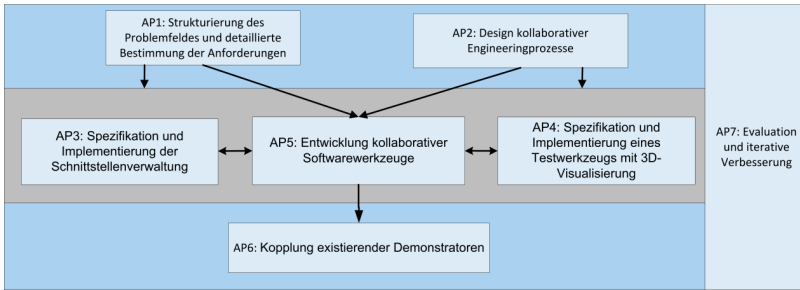 AP1: Strukturierung des
Problemfeldes und detaillierte
Bestimmung der Anforderungen
AP2: Design kollaborativer
Engineeringprozesse
AP3: Spezifikation und
Implementierung der
Schnittstellenverwaltung
AP5: Entwicklung kollaborativer
Softwarewerkzeuge
AP4: Spezifikation und
Implementierung eines
Testwerkzeugs mit 3D-
Visualisierung
AP7: Evaluation
und iterative
Verbesserung
AP6: Kopplung existierender Demonstratoren